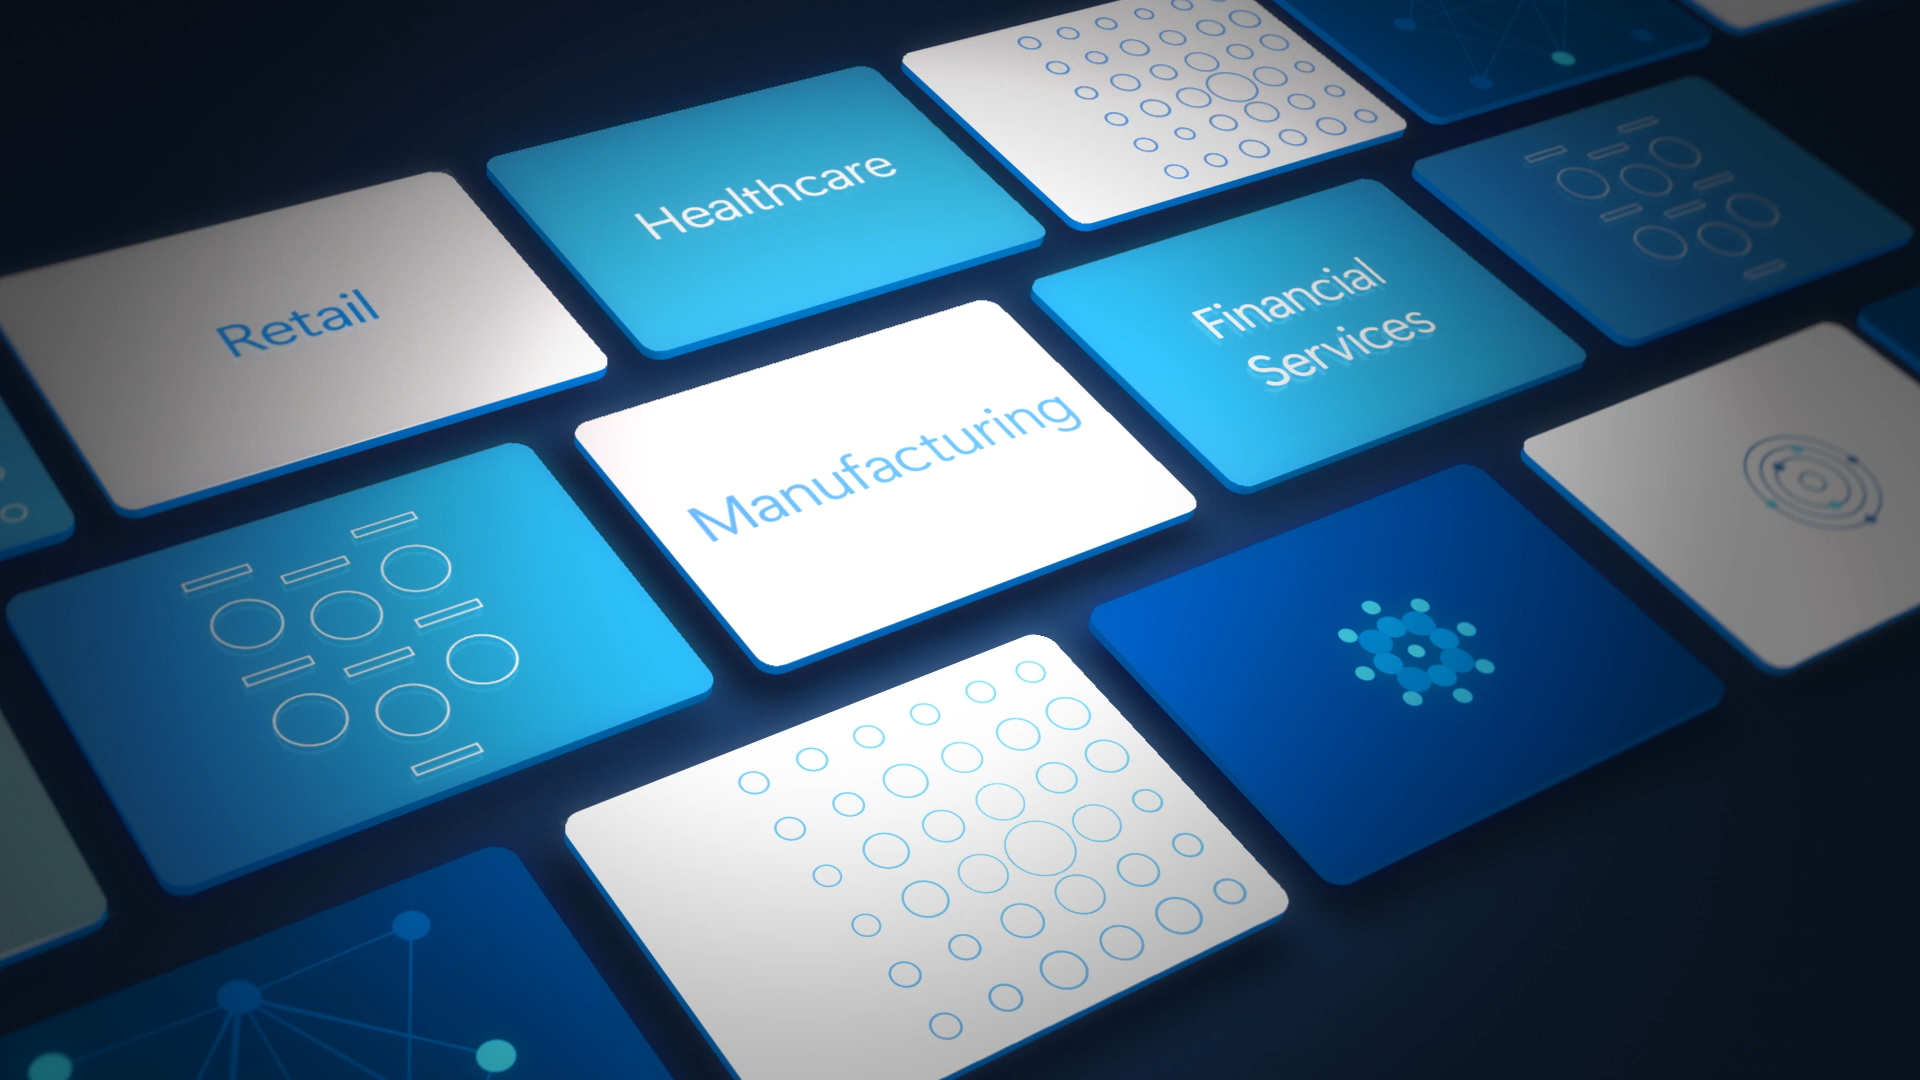 Healthcare
Retail
Financial
Services
Manufacturing